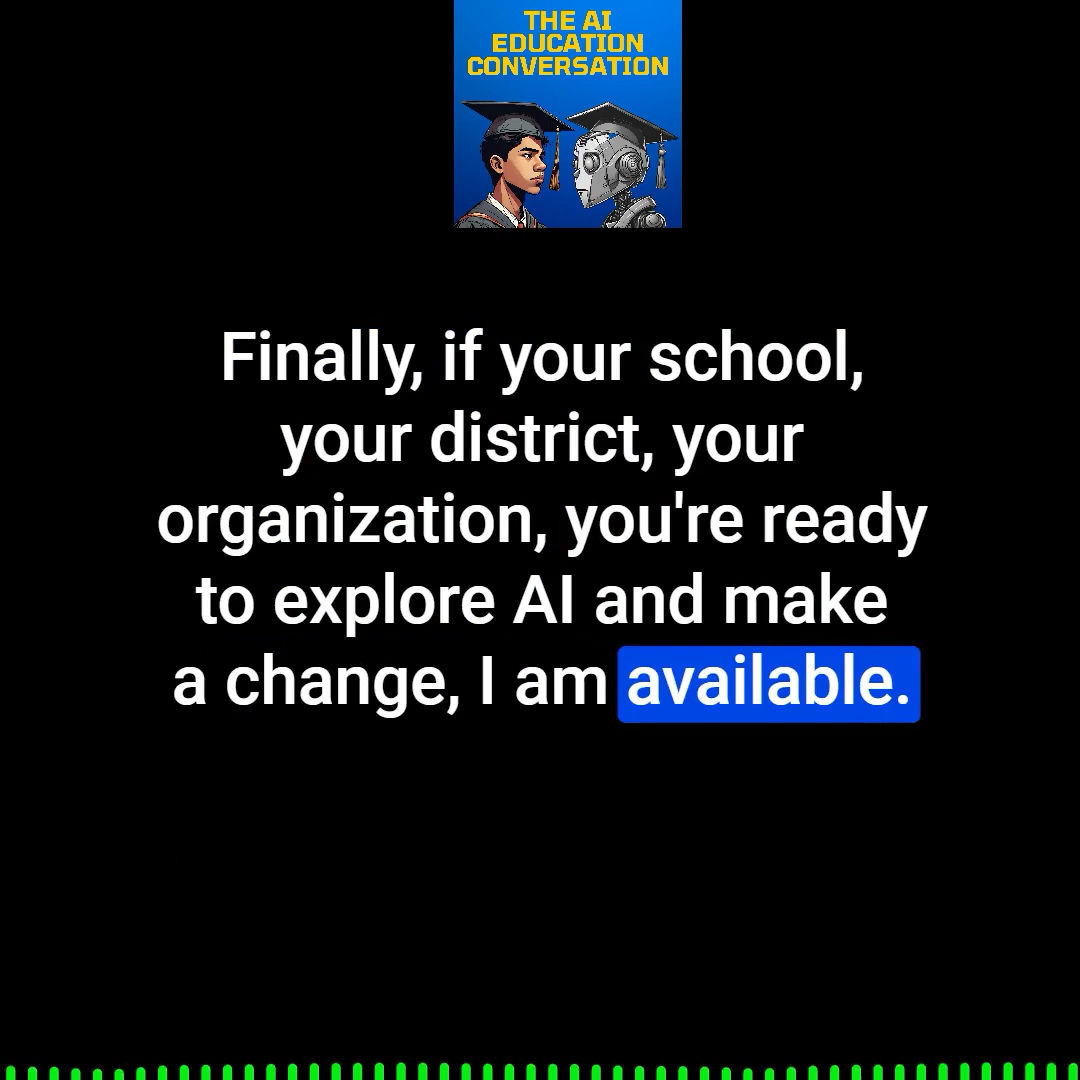 THE AI
EDUCATION
CONVERSATION
Finally, if your school,
your district, your
organization, you're ready
to explore AI and make
a change, I am available.